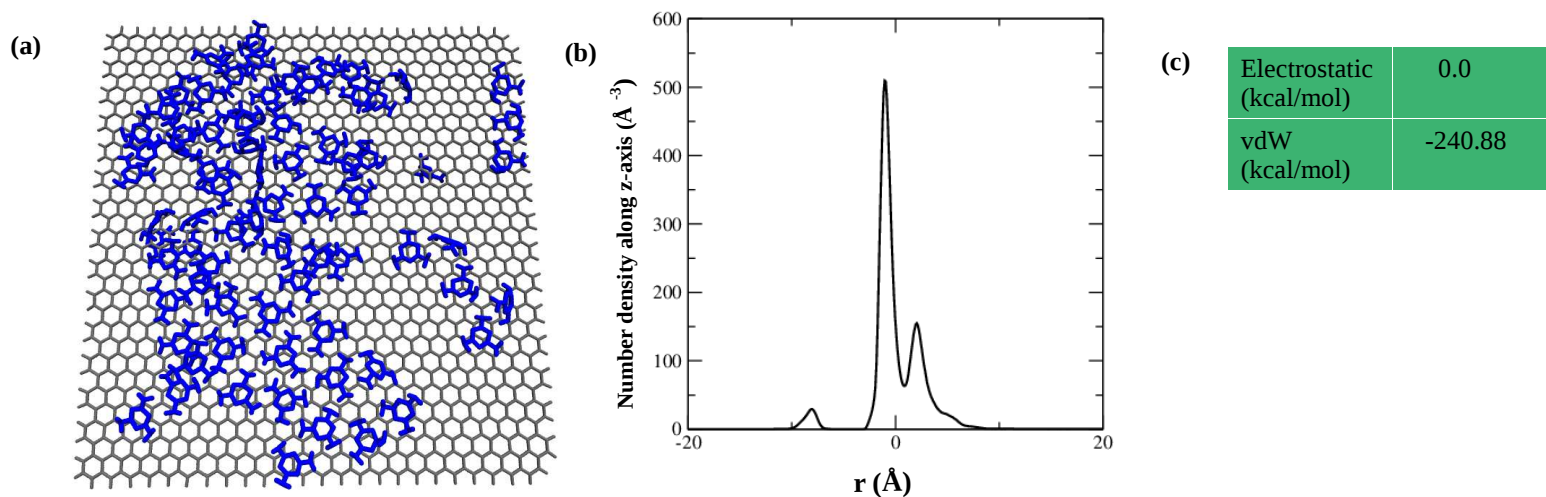 (a)
(b)
Number density along z-axis (Å -3)
600
500
400
300
200
100
0
-20
0
20
r (Å)
(c)
Electrostatic 0.0
(kcal/mol)
vdW -240.88
(kcal/mol)